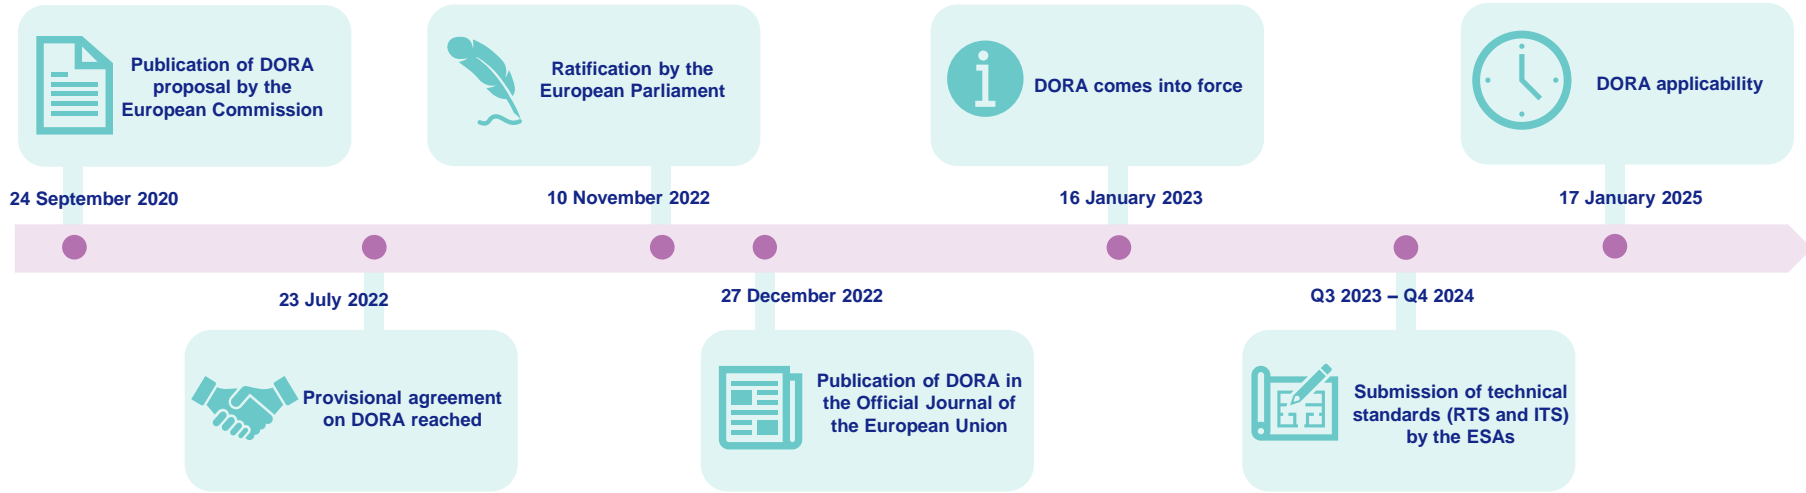 Publication of DORA
proposal by the
European Commission
24 September 2020
23 July 2022
Provisional agreement
on DORA reached
Ratification by the
European Parliament
10 November 2022
27 December 2022
Publication of DORA in
the Official Journal of
the European Union
DORA comes into force
16 January 2023
Q3 2023 – Q4 2024
Submission of technical
standards (RTS and ITS)
by the ESAs
DORA applicability
17 January 2025